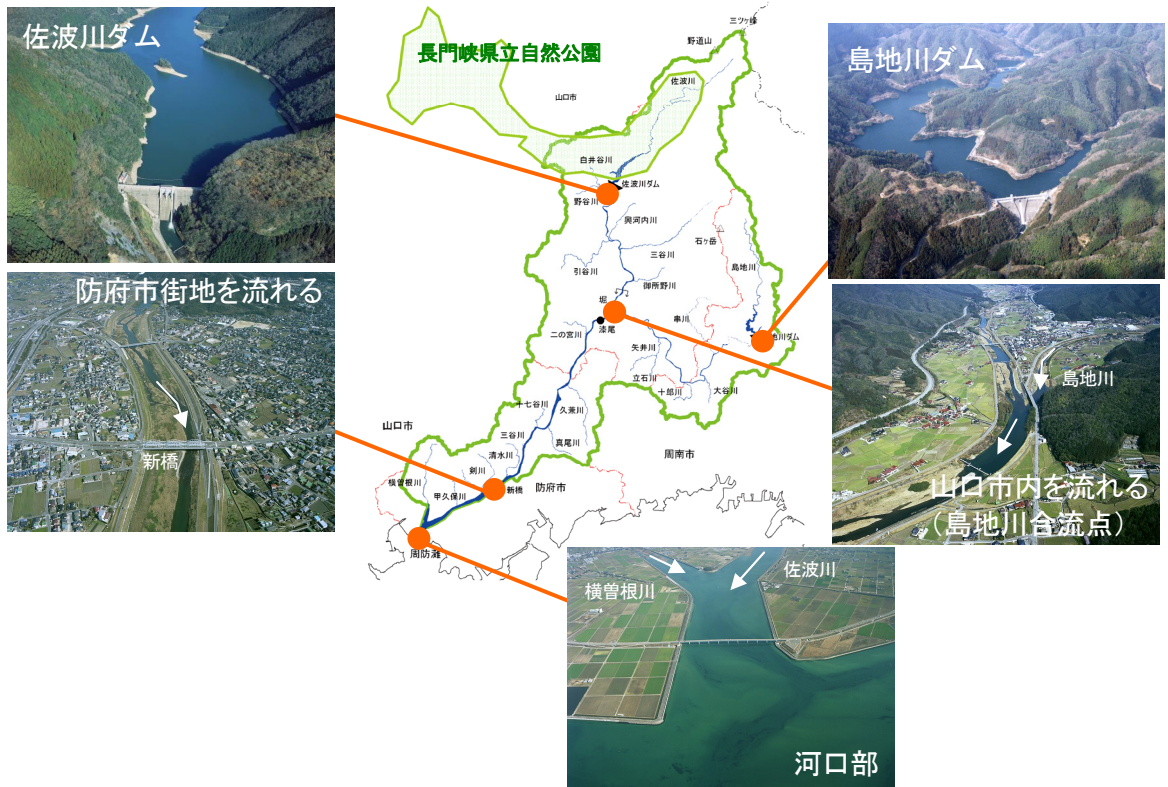 佐波川ダム
長門峡県立自然公園
三ツヶ峰
野道山
佐波川
山口市
白井谷川
佐波川ダム
野谷川
興河内川
石ヶ岳
三谷川
島地川
引谷川
御所野川
堀
串川
漆尾
二の宮川
矢井川
地川ダム
立石川
十郎川
大谷川
十七谷川
久兼川
山口市
三谷川
真尾川
清水川
周南市
剣川
横曽根川
甲久保川
新橋
防府市
周防灘
島地川ダム
防府市街地を流れる
新橋
島地川
山口市内を流れる
（島地川合流点）
横曽根川
佐波川
河口部